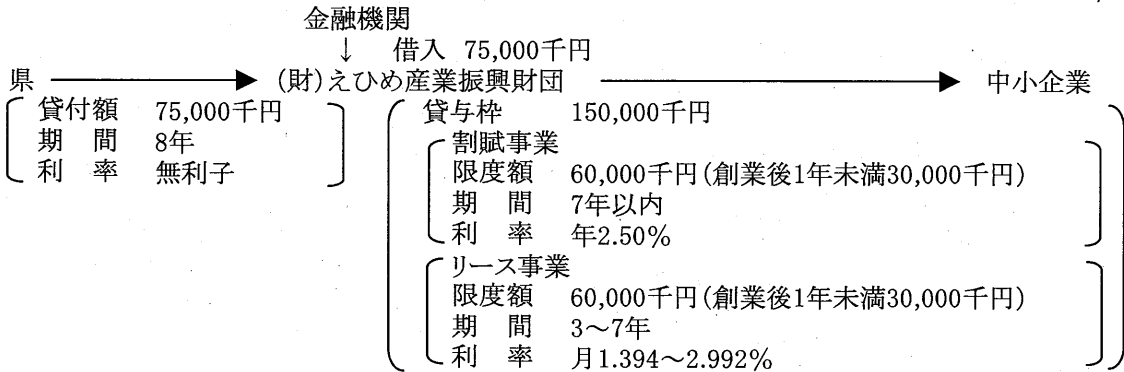 金融機関
↓ 借入 75,000千円
県 → (財)えひめ産業振興財団 → 中小企業
貸付額 75,000千円 貸与枠 150,000千円
期 間 8年 割賦事業
利 率 無利子 限度額 60,000千円(創業後1年未満30,000千円)
期 間 7年以内
利 率 年2.50%
リース事業
限度額 60,000千円(創業後1年未満30,000千円)
期 間 3~7年
利 率 月1.394~2.992%